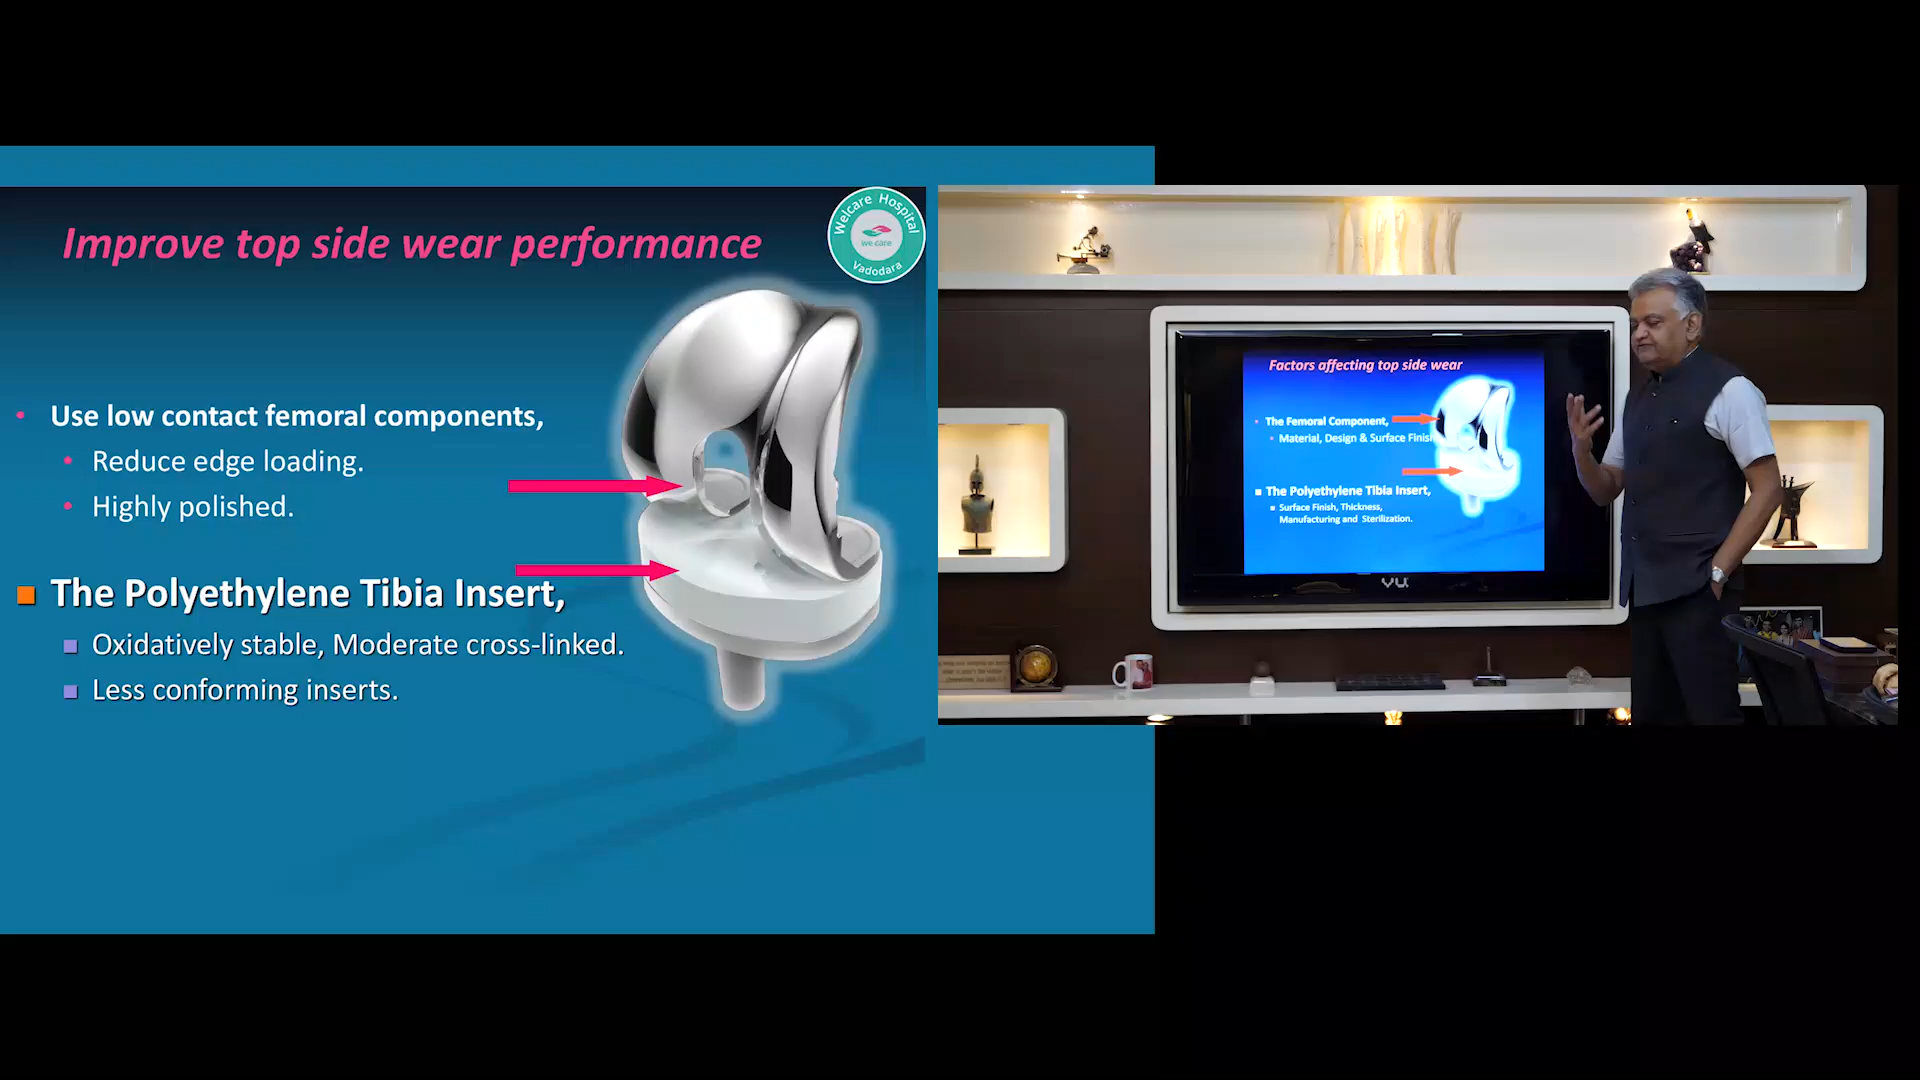 Improve top side wear performance
Welcare Hospital
we care
Vadodara
• Use low contact femoral components,
• Reduce edge loading.
• Highly polished.
■ The Polyethylene Tibia Insert,
■ Oxidatively stable, Moderate cross-linked.
■ Less conforming inserts.
Factors affecting top side wear
• The Femoral Component,
• Material, Design & Surface Finish
■ The Polyethylene Tibia Insert,
■ Surface Finish, Thickness,
Manufacturing and Sterilization.
VU